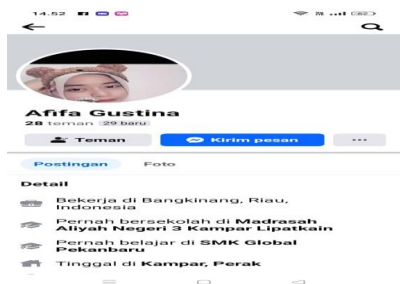 14.52
Afifa Gustina
28 teman 29 baru
Teman
Kirim pesan
Postingan Foto
Detail
Bekerja di Bangkinang, Riau,
Indonesia
Pernah bersekolah di Madrasah
Aliyah Negeri 3 Kampar Lipatkain
Pernah belajar di SMK Global
Pekanbaru
Tinggal di Kampar, Perak